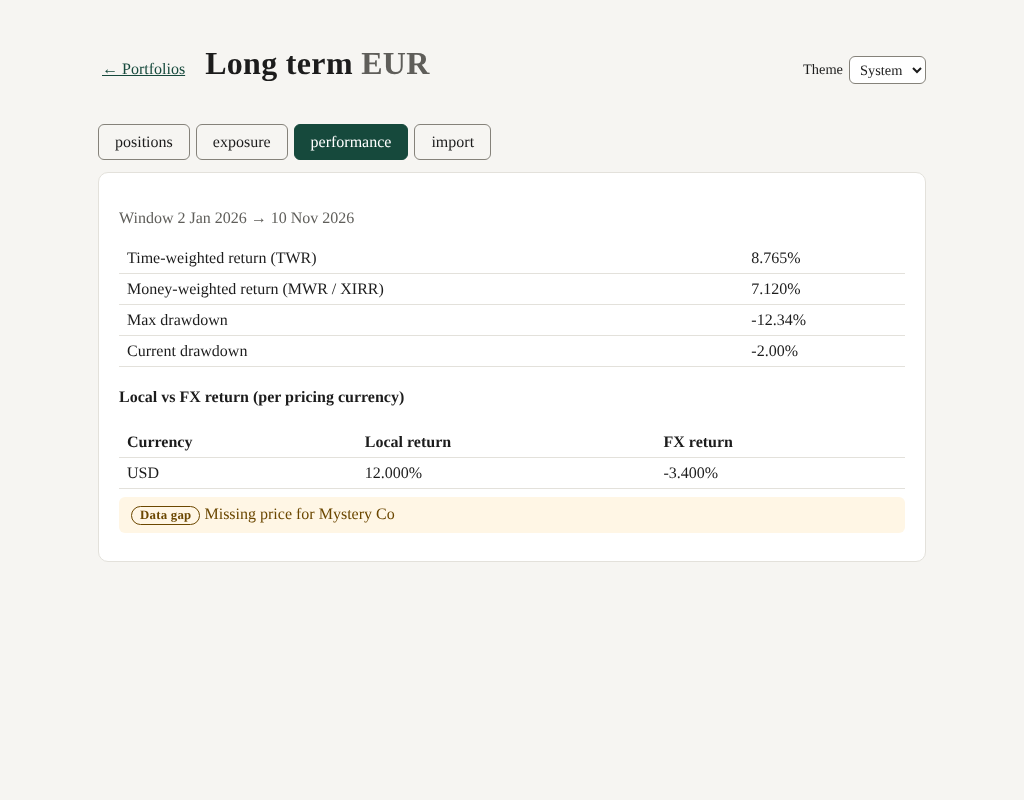 ← Portfolios Long term EUR Theme System
positions exposure performance import
Window 2 Jan 2026 → 10 Nov 2026
Time-weighted return (TWR) 8.765%
Money-weighted return (MWR / XIRR) 7.120%
Max drawdown -12.34%
Current drawdown -2.00%
Local vs FX return (per pricing currency)
Currency Local return FX return
USD 12.000% -3.400%
Data gap Missing price for Mystery Co